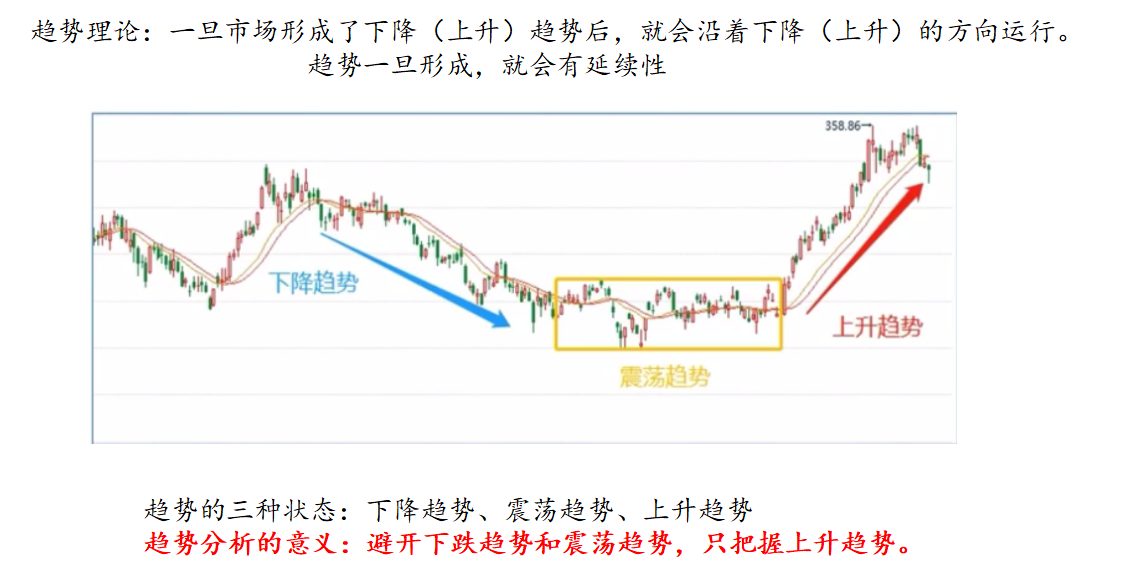 趋势理论：一旦市场形成了下降（上升）趋势后，就会沿着下降（上升）的方向运行。
趋势一旦形成，就会有延续性
358.86→
下降趋势
上升趋势
震荡趋势
趋势的三种状态：下降趋势、震荡趋势、上升趋势
趋势分析的意义：避开下跌趋势和震荡趋势，只把握上升趋势。